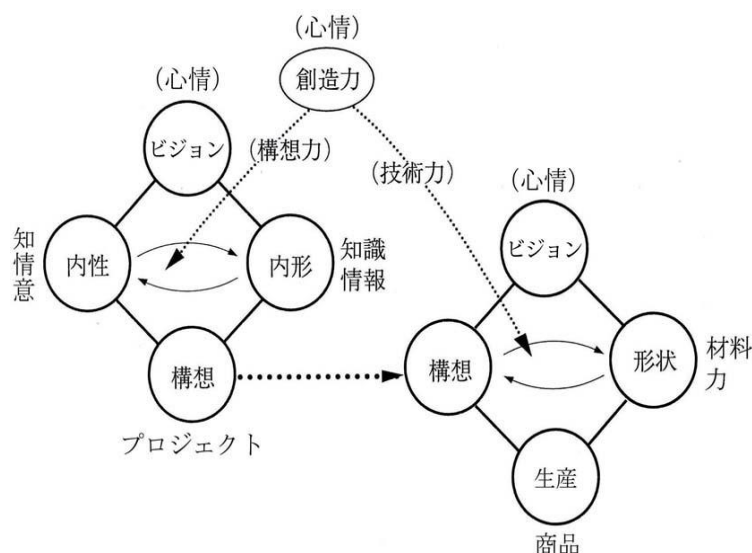 (心情)
創造力
(心情)
ビジョン
(構想力)
(技術力)
(心情)
ビジョン
知情意
内性
内形
知識
情報
構想
プロジェクト
構想
形状
材料
力
生産
商品